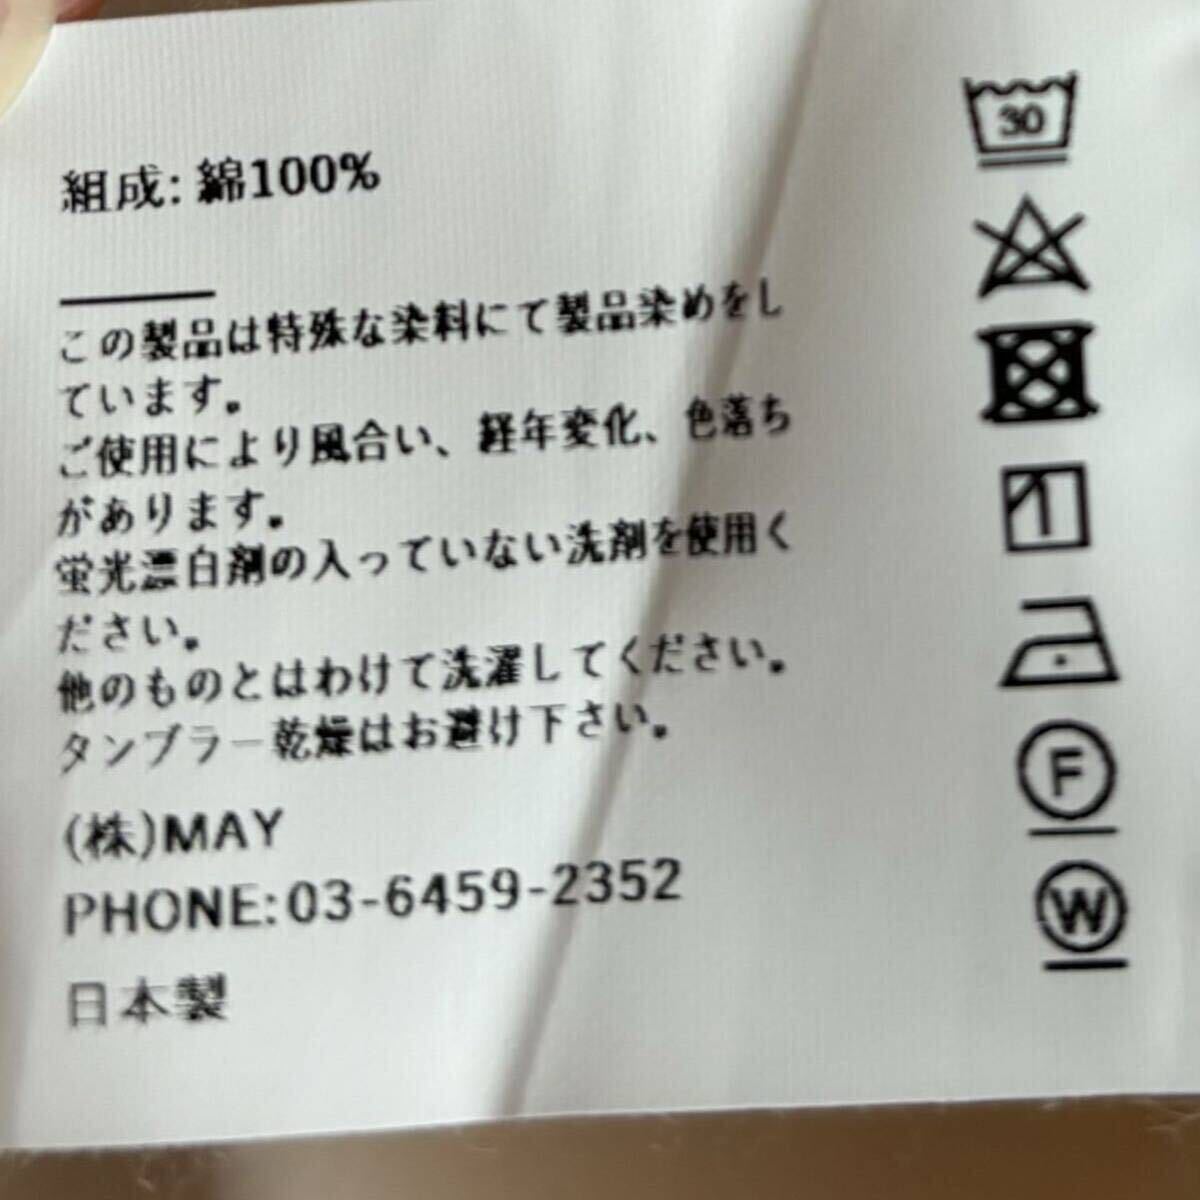 組成: 綿100%
この製品は特殊な染料にて製品染めをし
ています。
ご使用により風合い、経年変化、色落ち
があります。
蛍光漂白剤の入っていない洗剤を使用く
ださい。
他のものとはわけて洗濯してください。
タンブラー乾燥はお避け下さい。
(株)MAY
PHONE: 03-6459-2352
日本製
30
F
W